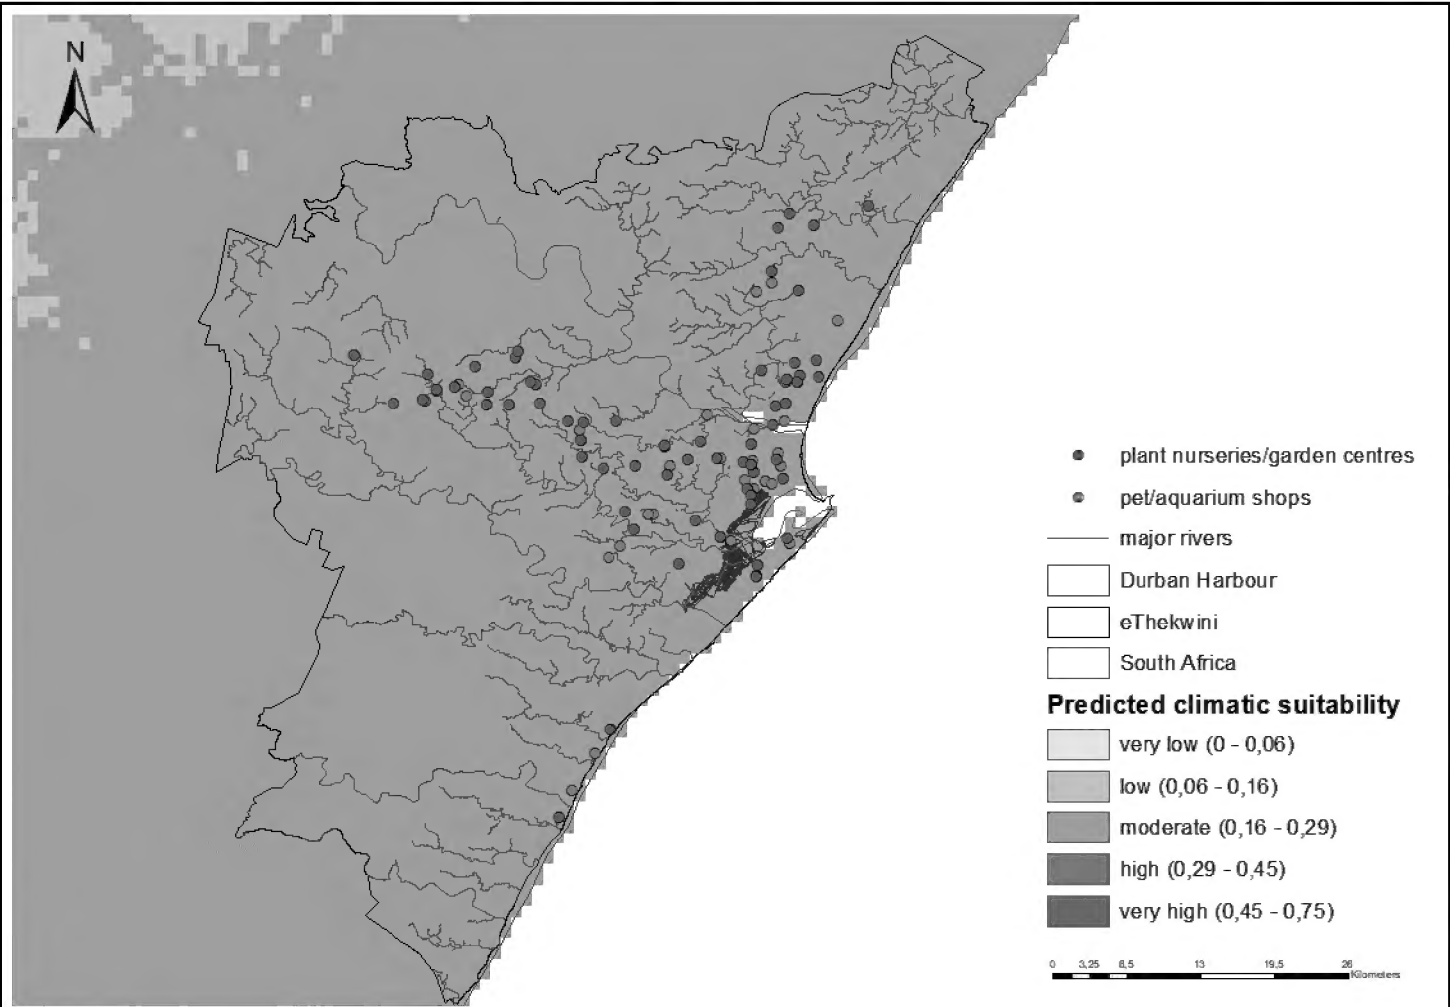 N
plant nurseries/garden centres
pet/aquarium shops
major rivers
Durban Harbour
eThekwini
South Africa
Predicted climatic suitability
very low (0 - 0,06)
low (0,06 - 0,16)
moderate (0,16 - 0,29)
high (0,29 - 0,45)
very high (0,45 - 0,75)
0 3,25 6,5 13 19,5 26
Kilometers